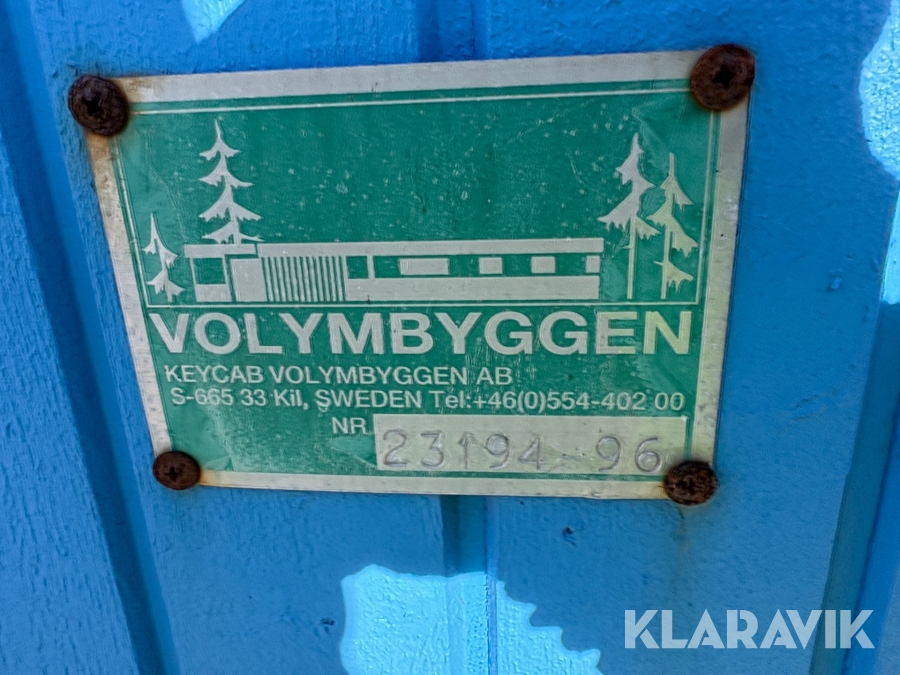 VOLYMBYGGEN
KEYCAB VOLYMBYGGEN AB
S-665 33 Kil, SWEDEN Tel:+46(0)554-402 00
NR 23194-96
KLARAVIK